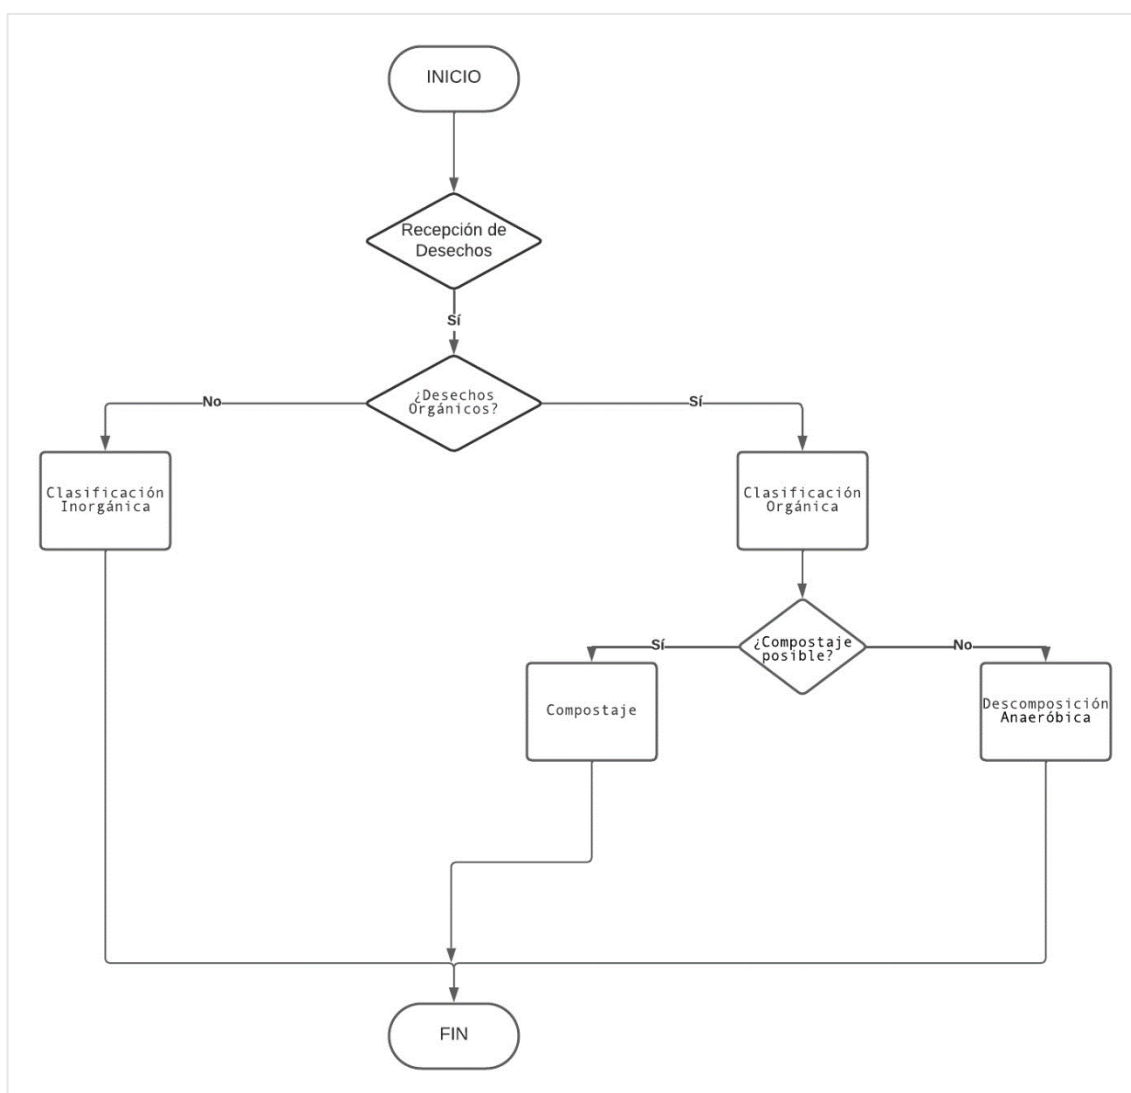 INICIO
Recepción de
Desechos
Sí
¿Desechos
Orgánicos?
No
Sí
Clasificación
Inorgánica
Clasificación
Orgánica
¿Compostaje
posible?
Sí
No
Compostaje
Descomposición
Anaeróbica
FIN